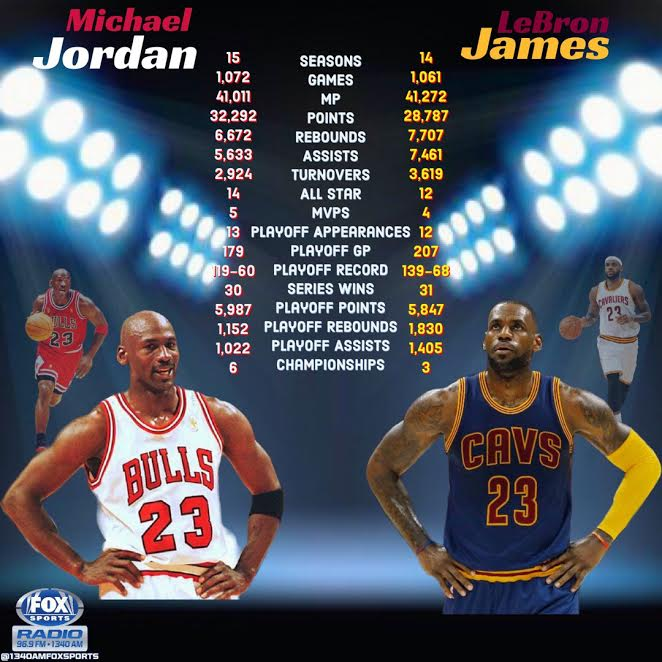 Michael
Jordan
LeBron
James
15 SEASONS 14
1,072 GAMES 1,061
41,011 MP 41,272
32,292 POINTS 28,787
6,672 REBOUNDS 7,707
5,633 ASSISTS 7,461
2,924 TURNOVERS 3,619
14 ALL STAR 12
5 MVPS 4
13 PLAYOFF APPEARANCES 12
179 PLAYOFF GP 207
119-60 PLAYOFF RECORD 139-68
30 SERIES WINS 31
5,987 PLAYOFF POINTS 5,847
1,152 PLAYOFF REBOUNDS 1,830
1,022 PLAYOFF ASSISTS 1,405
6 CHAMPIONSHIPS 3
BULLS
23
CAVALIERS
23
BULLS
23
CAVS
23
FOX
SPORTS
RADIO
96.9 FM • 1340 AM
@1340AMFOXSPORTS